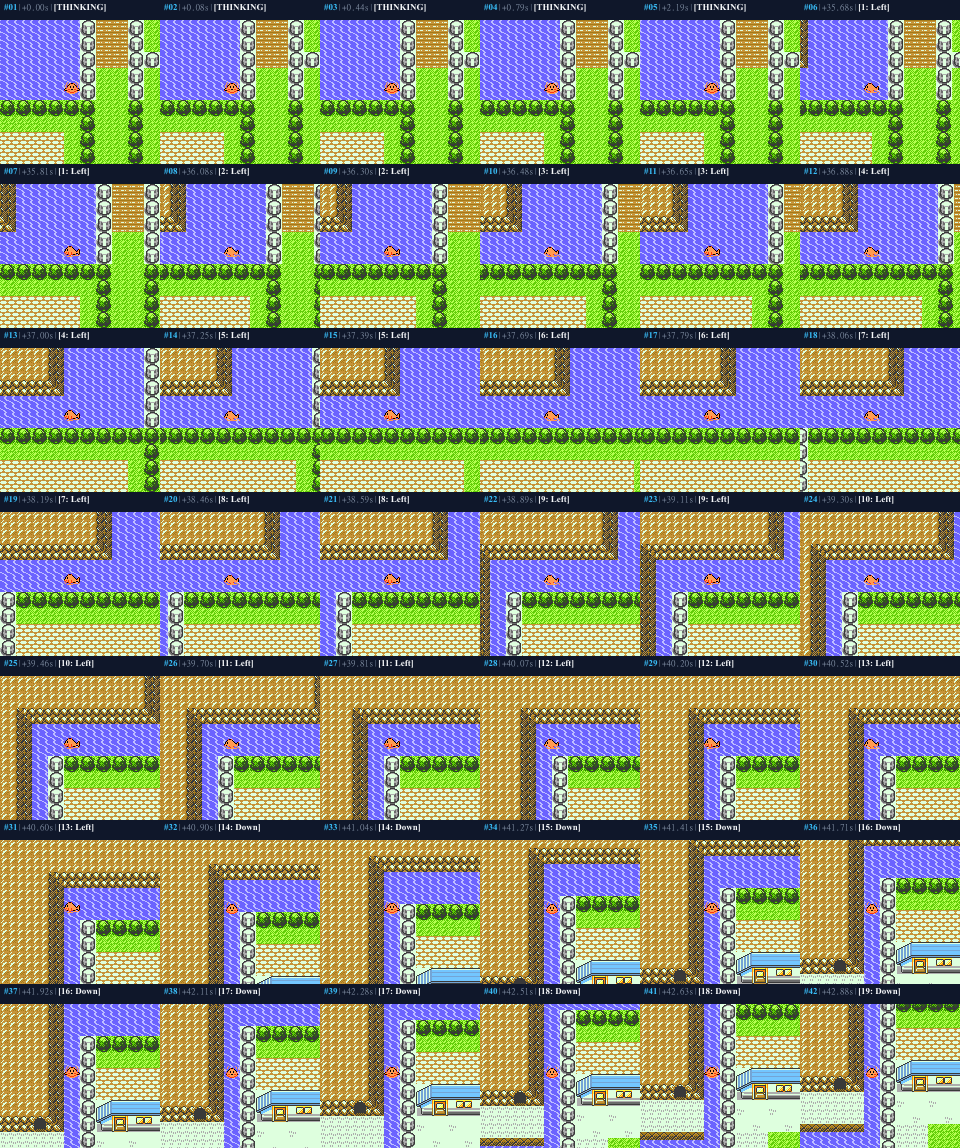 #01|+0.00s|[THINKING] #02|+0.08s|[THINKING] #03|+0.44s|[THINKING] #04|+0.79s|[THINKING] #05|+2.19s|[THINKING] #06|+35.68s|[1: Left]
#07|+35.81s|[1: Left] #08|+36.08s|[2: Left] #09|+36.30s|[2: Left] #10|+36.48s|[3: Left] #11|+36.65s|[3: Left] #12|+36.88s|[4: Left]
#13|+37.00s|[4: Left] #14|+37.25s|[5: Left] #15|+37.39s|[5: Left] #16|+37.69s|[6: Left] #17|+37.79s|[6: Left] #18|+38.06s|[7: Left]
#19|+38.19s|[7: Left] #20|+38.46s|[8: Left] #21|+38.59s|[8: Left] #22|+38.89s|[9: Left] #23|+39.11s|[9: Left] #24|+39.30s|[10: Left]
#25|+39.46s|[10: Left] #26|+39.70s|[11: Left] #27|+39.81s|[11: Left] #28|+40.07s|[12: Left] #29|+40.20s|[12: Left] #30|+40.52s|[13: Left]
#31|+40.60s|[13: Left] #32|+40.90s|[14: Down] #33|+41.04s|[14: Down] #34|+41.27s|[15: Down] #35|+41.41s|[15: Down] #36|+41.71s|[16: Down]
#37|+41.92s|[16: Down] #38|+42.11s|[17: Down] #39|+42.28s|[17: Down] #40|+42.51s|[18: Down] #41|+42.63s|[18: Down] #42|+42.88s|[19: Down]